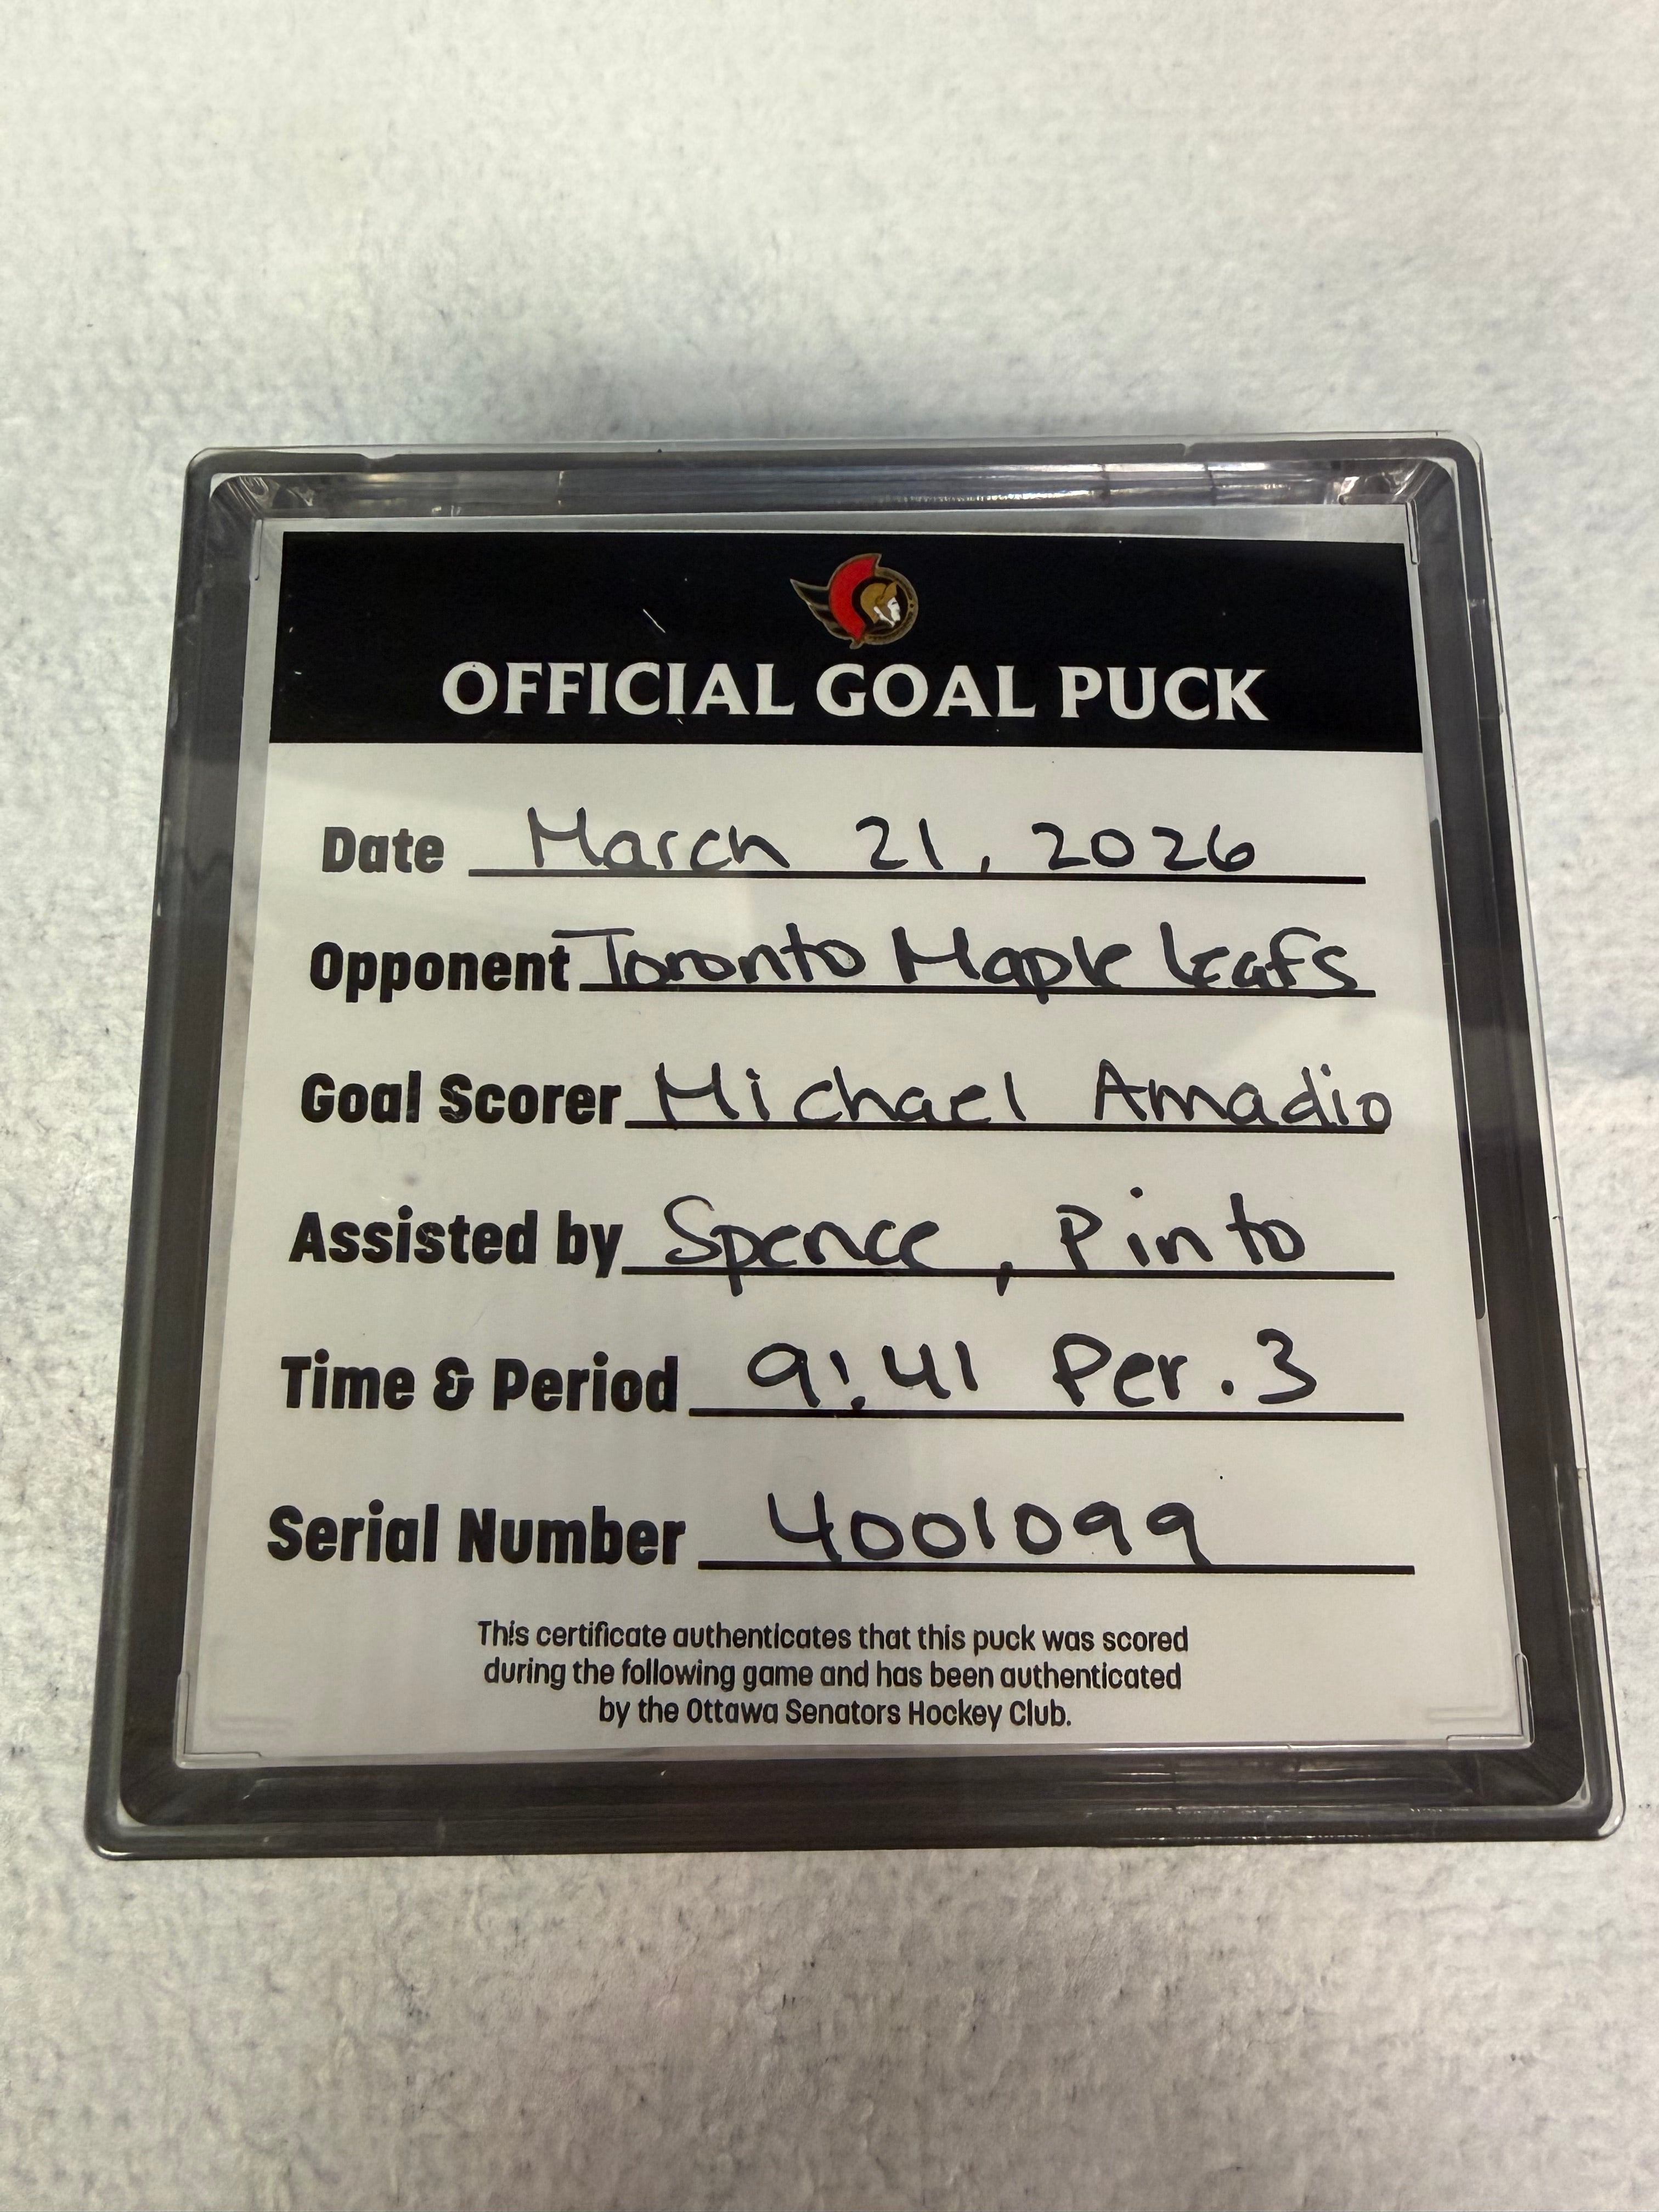 OFFICIAL GOAL PUCK
Date March 21, 2026
Opponent Toronto Maple Leafs
Goal Scorer Michael Amadio
Assisted by Spence, Pinto
Time & Period 9:41 Per. 3
Serial Number 4001099
This certificate authenticates that this puck was scored
during the following game and has been authenticated
by the Ottawa Senators Hockey Club.